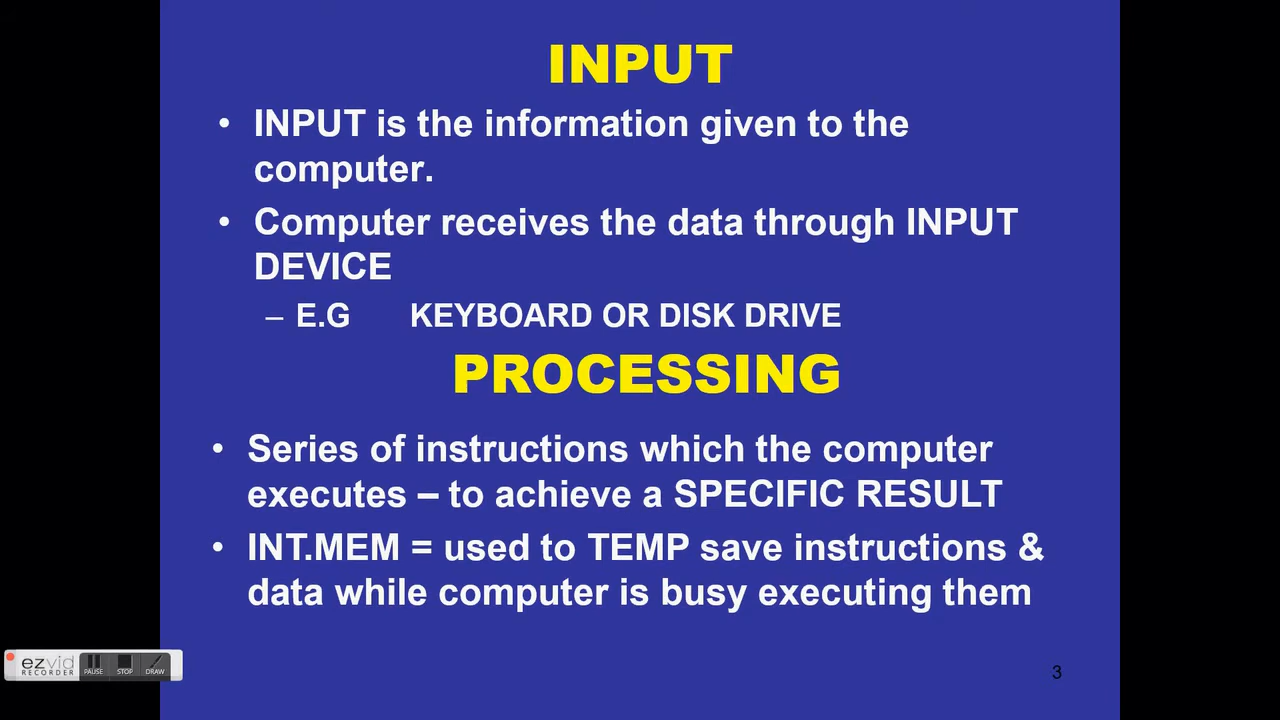 INPUT
• INPUT is the information given to the
computer.
• Computer receives the data through INPUT
DEVICE
– E.G KEYBOARD OR DISK DRIVE
PROCESSING
• Series of instructions which the computer
executes – to achieve a SPECIFIC RESULT
• INT.MEM = used to TEMP save instructions &
data while computer is busy executing them
ezvid
RECORDER
PAUSE STOP DRAW
3